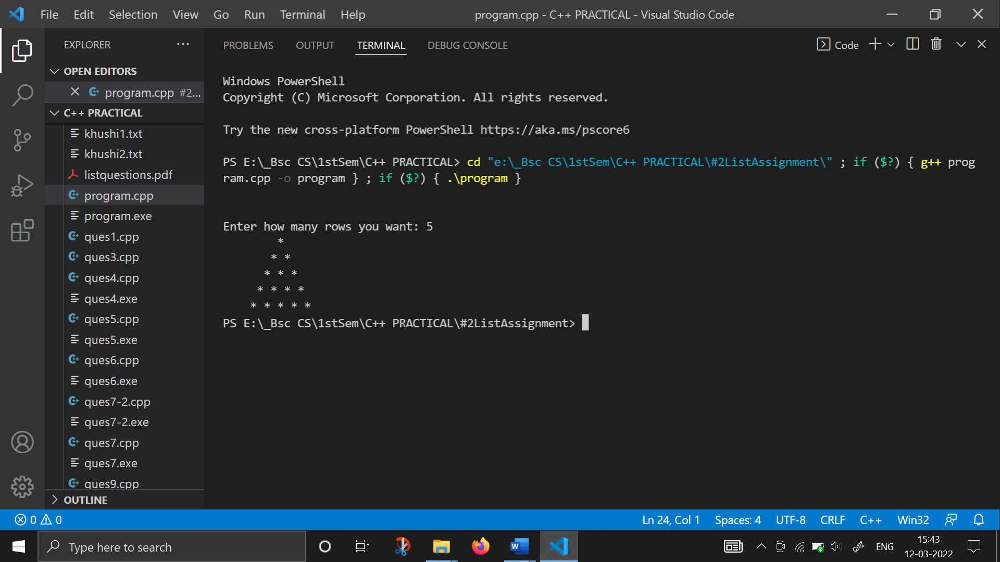 File Edit Selection View Go Run Terminal Help program.cpp - C++ PRACTICAL - Visual Studio Code
EXPLORER ... PROBLEMS OUTPUT TERMINAL DEBUG CONSOLE Code
OPEN EDITORS
program.cpp #2...
C++ PRACTICAL
khushi1.txt
khushi2.txt
listquestions.pdf
program.cpp
program.exe
ques1.cpp
ques3.cpp
ques4.cpp
ques4.exe
ques5.cpp
ques5.exe
ques6.cpp
ques6.exe
ques7-2.cpp
ques7-2.exe
ques7.cpp
ques7.exe
ques9.cpp
OUTLINE
Windows PowerShell
Copyright (C) Microsoft Corporation. All rights reserved.
Try the new cross-platform PowerShell https://aka.ms/pscore6
PS E:\_Bsc CS\1stSem\C++ PRACTICAL> cd "e:\_Bsc CS\1stSem\C++ PRACTICAL\#2ListAssignment\" ; if ($?) { g++ prog
ram.cpp -o program } ; if ($?) { .\program }
Enter how many rows you want: 5
*
* *
* * *
* * * *
* * * * *
PS E:\_Bsc CS\1stSem\C++ PRACTICAL\#2ListAssignment>
0 0 Ln 24, Col 1 Spaces: 4 UTF-8 CRLF C++ Win32
Type here to search
ENG
15:43
12-03-2022